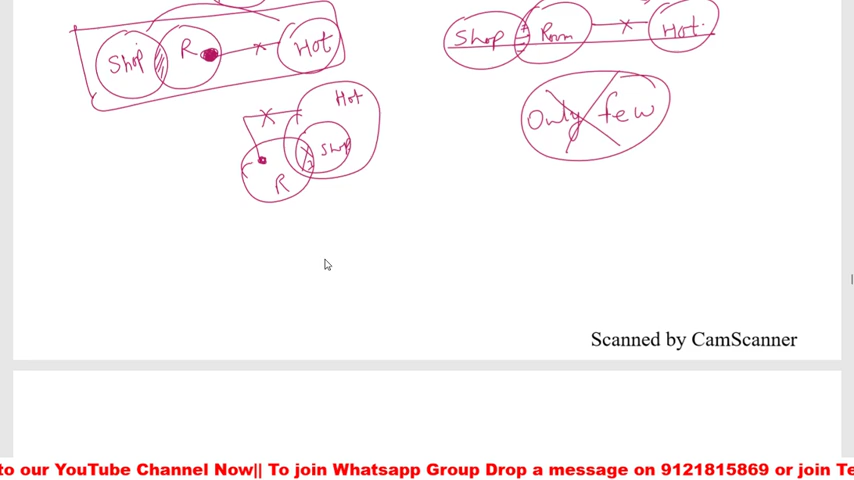 Shop R Hot
Shop Room Hot
Only few
Hot
Shop
R
Scanned by CamScanner
to our YouTube Channel Now|| To join Whatsapp Group Drop a message on 9121815869 or join Te